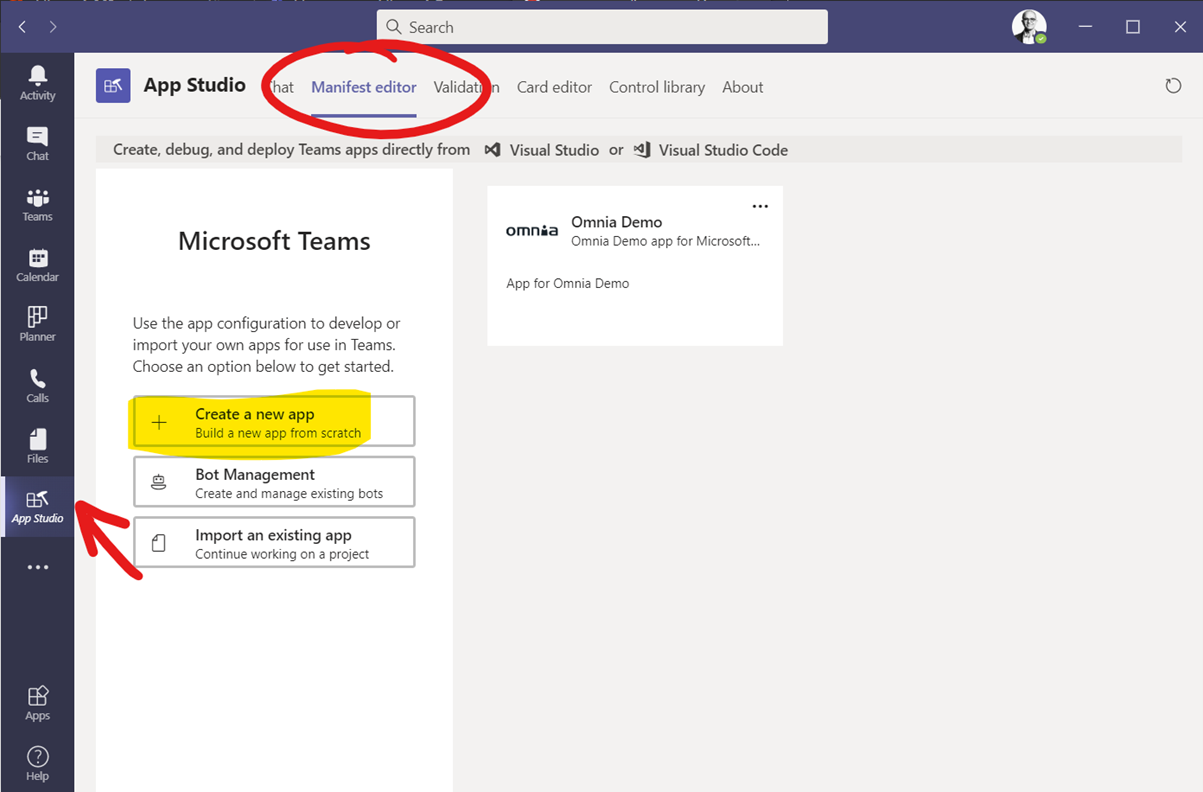 Search
Activity
Chat
Teams
Calendar
Planner
Calls
Files
App Studio
Apps
Help
App Studio
hat Manifest editor Validation Card editor Control library About
Create, debug, and deploy Teams apps directly from Visual Studio or Visual Studio Code
Microsoft Teams
Use the app configuration to develop or
import your own apps for use in Teams.
Choose an option below to get started.
Create a new app
Build a new app from scratch
Bot Management
Create and manage existing bots
Import an existing app
Continue working on a project
omnia
Omnia Demo
Omnia Demo app for Microsoft...
App for Omnia Demo